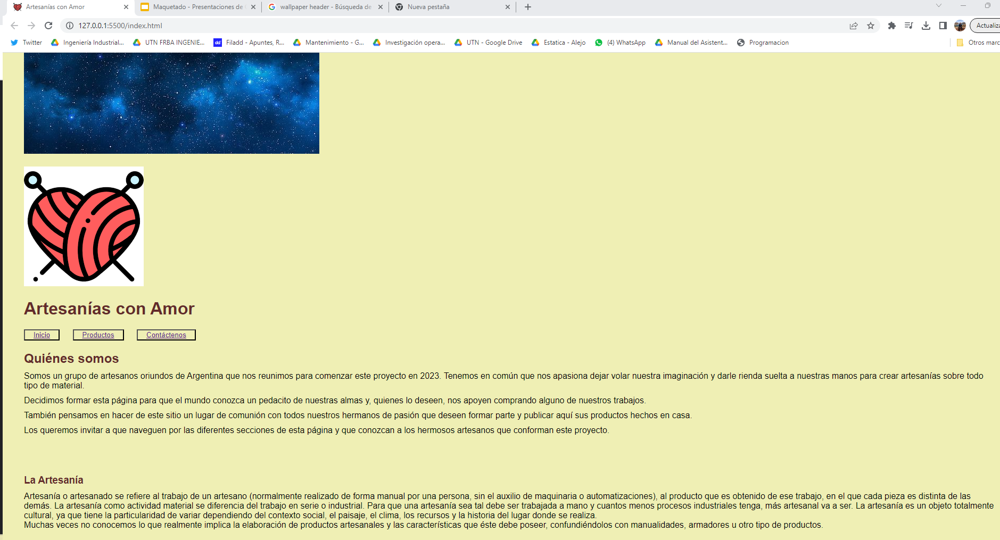 Artesanías con Amor
Maquetado - Presentaciones de
wallpaper header - Búsqueda de
Nueva pestaña
127.0.0.1:5500/index.html
Actualiza
Twitter
Ingeniería Industrial...
UTN FRBA INGENIE...
dd
Filadd - Apuntes, R...
Mantenimiento - G...
Investigación opera...
UTN - Google Drive
Estatica - Alejo
(4) WhatsApp
Manual del Asistent...
Programacion
Otros marc
Artesanías con Amor
Inicio
Productos
Contáctenos
Quiénes somos
Somos un grupo de artesanos oriundos de Argentina que nos reunimos para comenzar este proyecto en 2023. Tenemos en común que nos apasiona dejar volar nuestra imaginación y darle rienda suelta a nuestras manos para crear artesanías sobre todo
tipo de material.
Decidimos formar esta página para que el mundo conozca un pedacito de nuestras almas y, quienes lo deseen, nos apoyen comprando alguno de nuestros trabajos.
También pensamos en hacer de este sitio un lugar de comunión con todos nuestros hermanos de pasión que deseen formar parte y publicar aquí sus productos hechos en casa.
Los queremos invitar a que naveguen por las diferentes secciones de esta página y que conozcan a los hermosos artesanos que conforman este proyecto.
La Artesanía
Artesanía o artesanado se refiere al trabajo de un artesano (normalmente realizado de forma manual por una persona, sin el auxilio de maquinaria o automatizaciones), al producto que es obtenido de ese trabajo, en el que cada pieza es distinta de las
demás. La artesanía como actividad material se diferencia del trabajo en serie o industrial. Para que una artesanía sea tal debe ser trabajada a mano y cuantos menos procesos industriales tenga, más artesanal va a ser. La artesanía es un objeto totalmente
cultural, ya que tiene la particularidad de variar dependiendo del contexto social, el paisaje, el clima, los recursos y la historia del lugar donde se realiza.
Muchas veces no conocemos lo que realmente implica la elaboración de productos artesanales y las características que éste debe poseer, confundiéndolos con manualidades, armadores u otro tipo de productos.